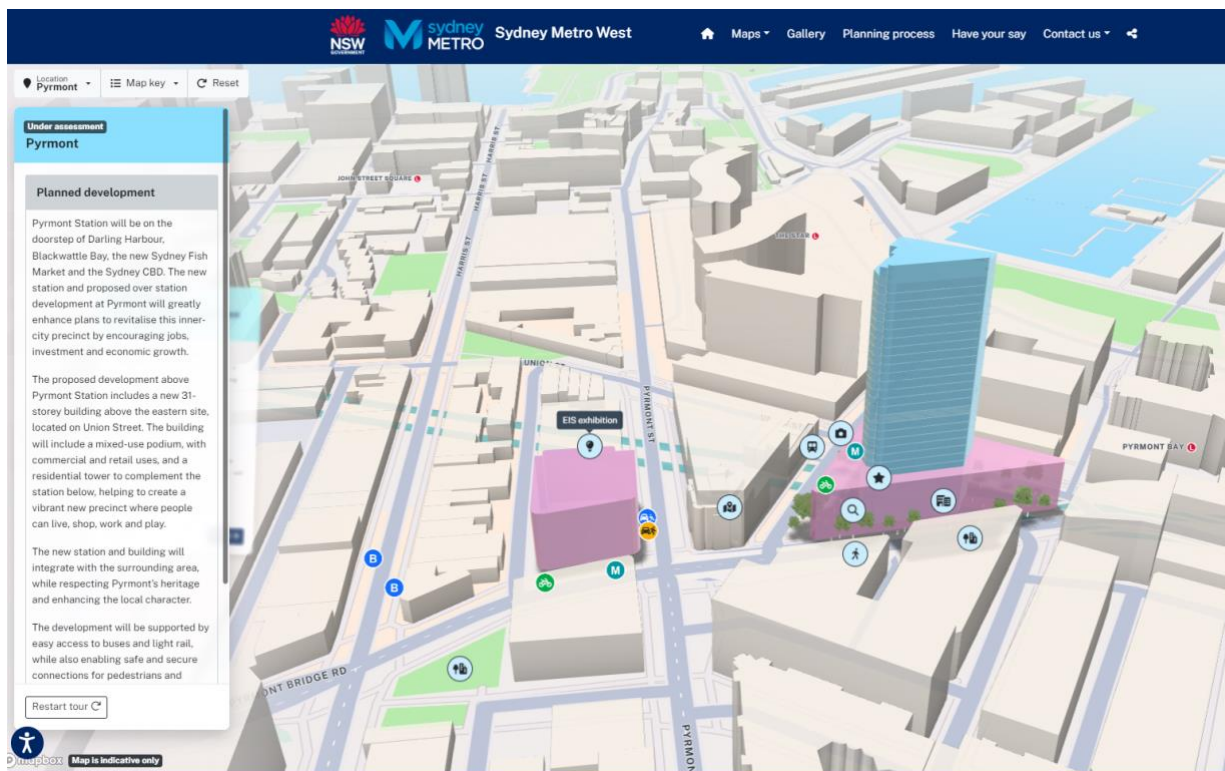 NSW
GOVERNMENT
sydney
METRO
Sydney Metro West
Maps
Gallery
Planning process
Have your say
Contact us
Location
Pyrmont
Map key
Reset
Under assessment
Pyrmont
Planned development
Pyrmont Station will be on the
doorstep of Darling Harbour,
Blackwattle Bay, the new Sydney Fish
Market and the Sydney CBD. The new
station and proposed over station
development at Pyrmont will greatly
enhance plans to revitalise this inner-
city precinct by encouraging jobs,
investment and economic growth.
The proposed development above
Pyrmont Station includes a new 31-
storey building above the eastern site,
located on Union Street. The building
will include a mixed-use podium, with
commercial and retail uses, and a
residential tower to complement the
station below, helping to create a
vibrant new precinct where people
can live, shop, work and play.
The new station and building will
integrate with the surrounding area,
while respecting Pyrmont's heritage
and enhancing the local character.
The development will be supported by
easy access to buses and light rail,
while also enabling safe and secure
connections for pedestrians and
Restart tour
mapbox
Map is indicative only
HARRIS ST
HARRIS ST
HARRIS ST
JOHN STREET SQUARE L
THE STAR L
UNION
PYRMONT ST
EIS exhibition
M
PYRMONT BAY L
B
B
M
MONT BRIDGE RD
PYRMON